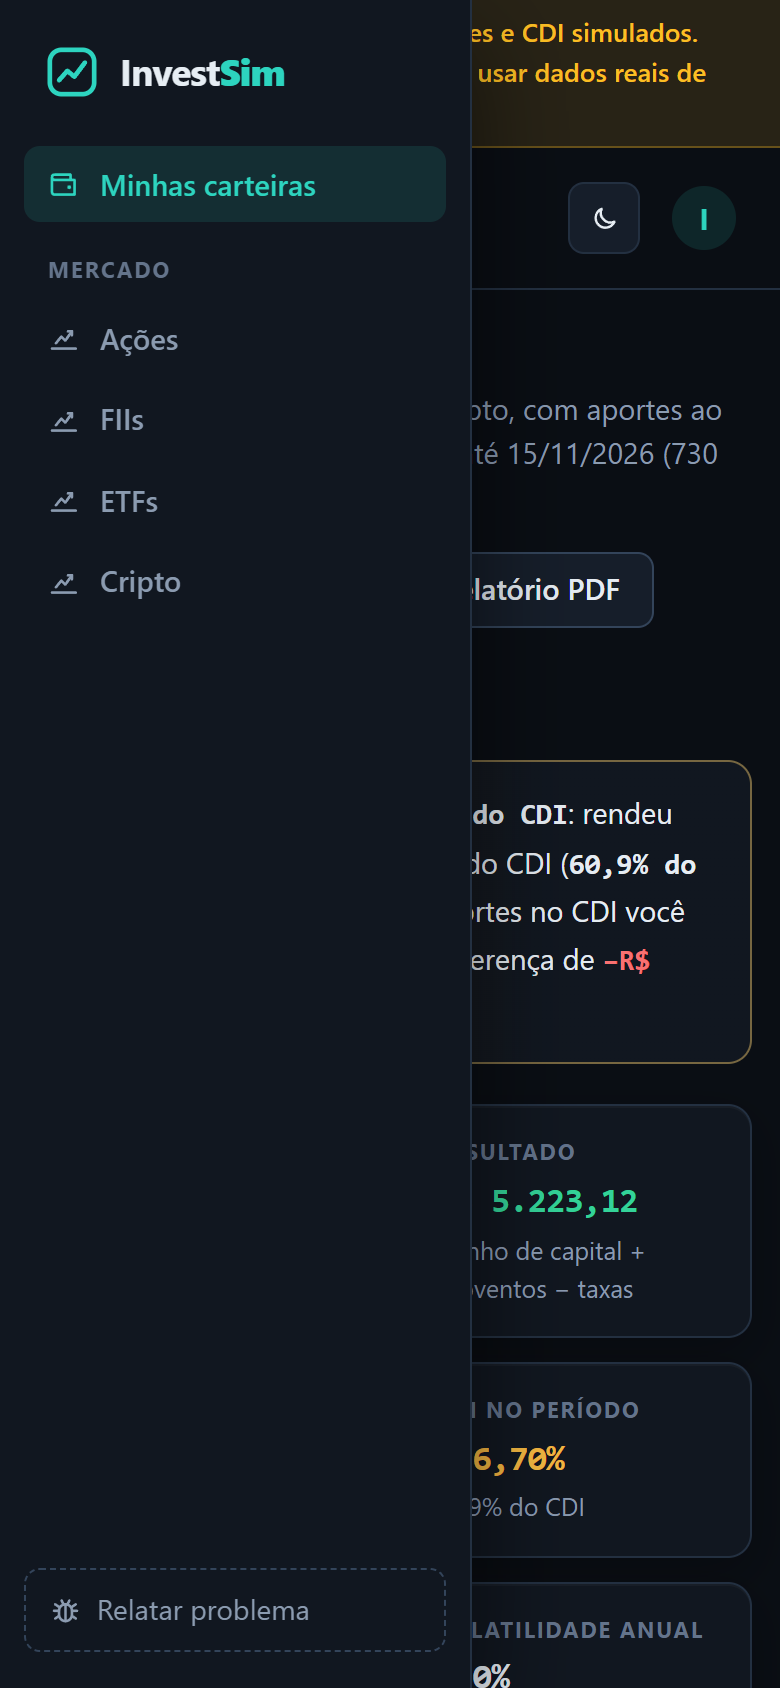 InvestSim
Minhas carteiras
MERCADO
Ações
FIIs
ETFs
Cripto
Relatar problema
es e CDI simulados.
usar dados reais de
I
pto, com aportes ao
té 15/11/2026 (730
elatório PDF
do CDI: rendeu
do CDI (60,9% do
ortes no CDI você
erença de −R$
SULTADO
5.223,12
nho de capital +
ventos − taxas
NO PERÍODO
6,70%
9% do CDI
LATILIDADE ANUAL
0%